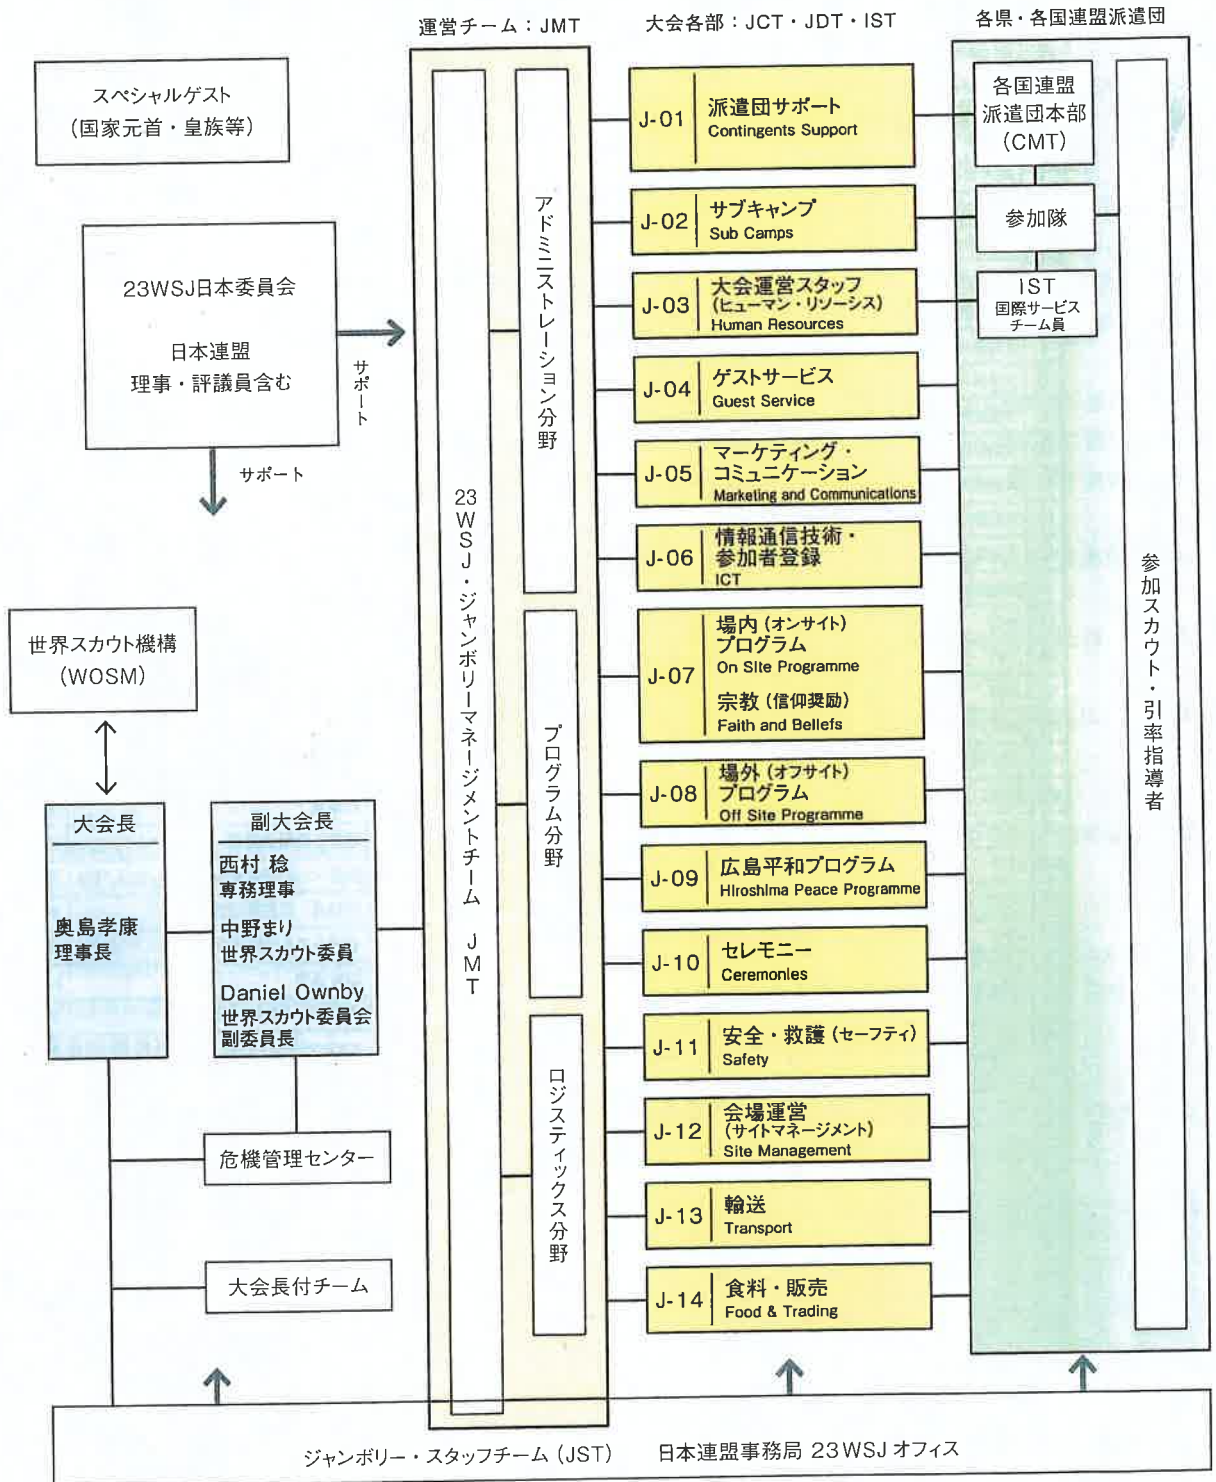 運営チーム：JMT
大会各部：JCT・JDT・IST
各県・各国連盟派遣団
スペシャルゲスト
（国家元首・皇族等）
23WSJ日本委員会
日本連盟
理事・評議員含む
サポート
サポート
世界スカウト機構
（WOSM）
大会長
奥島孝康
理事長
副大会長
西村 稔
専務理事
中野まり
世界スカウト委員
Daniel Ownby
世界スカウト委員会
副委員長
危機管理センター
大会長付チーム
23WSJ・ジャンボリーマネージメントチーム JMT
アドミニストレーション分野
プログラム分野
ロジスティックス分野
J-01
派遣団サポート
Contingents Support
J-02
サブキャンプ
Sub Camps
J-03
大会運営スタッフ
（ヒューマン・リソーシス）
Human Resources
J-04
ゲストサービス
Guest Service
J-05
マーケティング・
コミュニケーション
Marketing and Communications
J-06
情報通信技術・
参加者登録
ICT
J-07
場内（オンサイト）
プログラム
On Site Programme
宗教（信仰奨励）
Faith and Beliefs
J-08
場外（オフサイト）
プログラム
Off Site Programme
J-09
広島平和プログラム
Hiroshima Peace Programme
J-10
セレモニー
Ceremonies
J-11
安全・救護（セーフティ）
Safety
J-12
会場運営
（サイトマネージメント）
Site Management
J-13
輸送
Transport
J-14
食料・販売
Food & Trading
各国連盟
派遣団本部
（CMT）
参加隊
IST
国際サービス
チーム員
参加スカウト・引率指導者
ジャンボリー・スタッフチーム（JST） 日本連盟事務局 23WSJオフィス